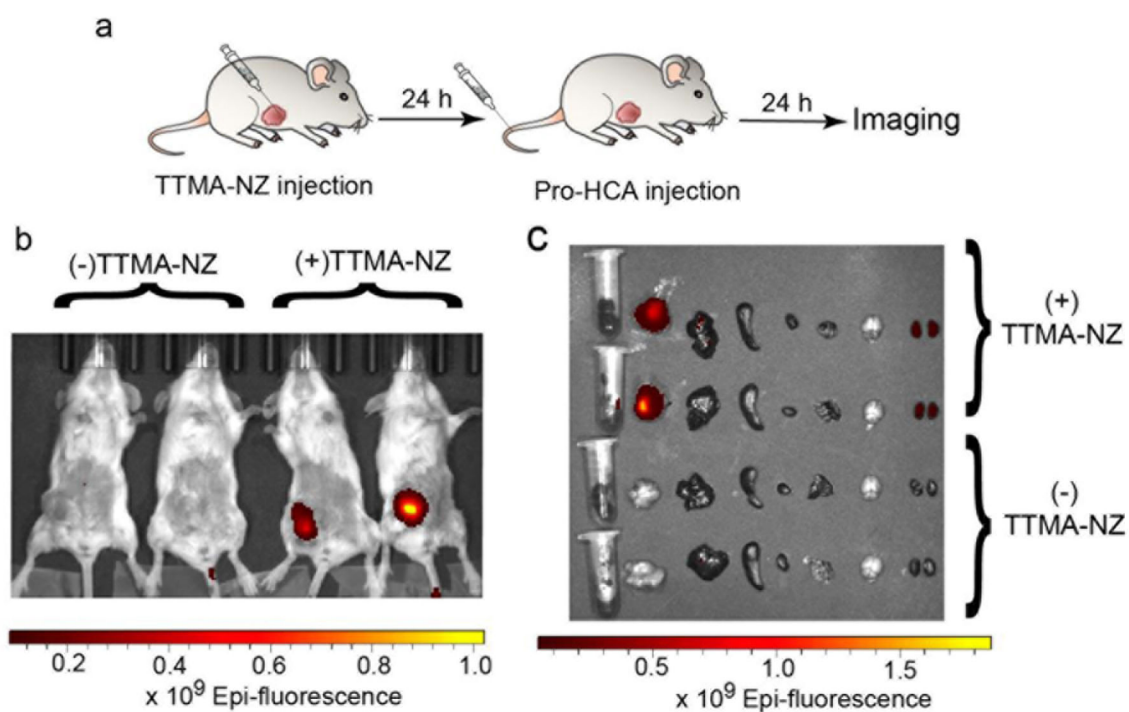 a
24 h
24 h
Imaging
TTMA-NZ injection
Pro-HCA injection
b
(-)TTMA-NZ
(+)TTMA-NZ
0.2 0.4 0.6 0.8 1.0
x 10⁹ Epi-fluorescence
c
(+)
TTMA-NZ
(-)
TTMA-NZ
0.5 1.0 1.5
x 10⁹ Epi-fluorescence